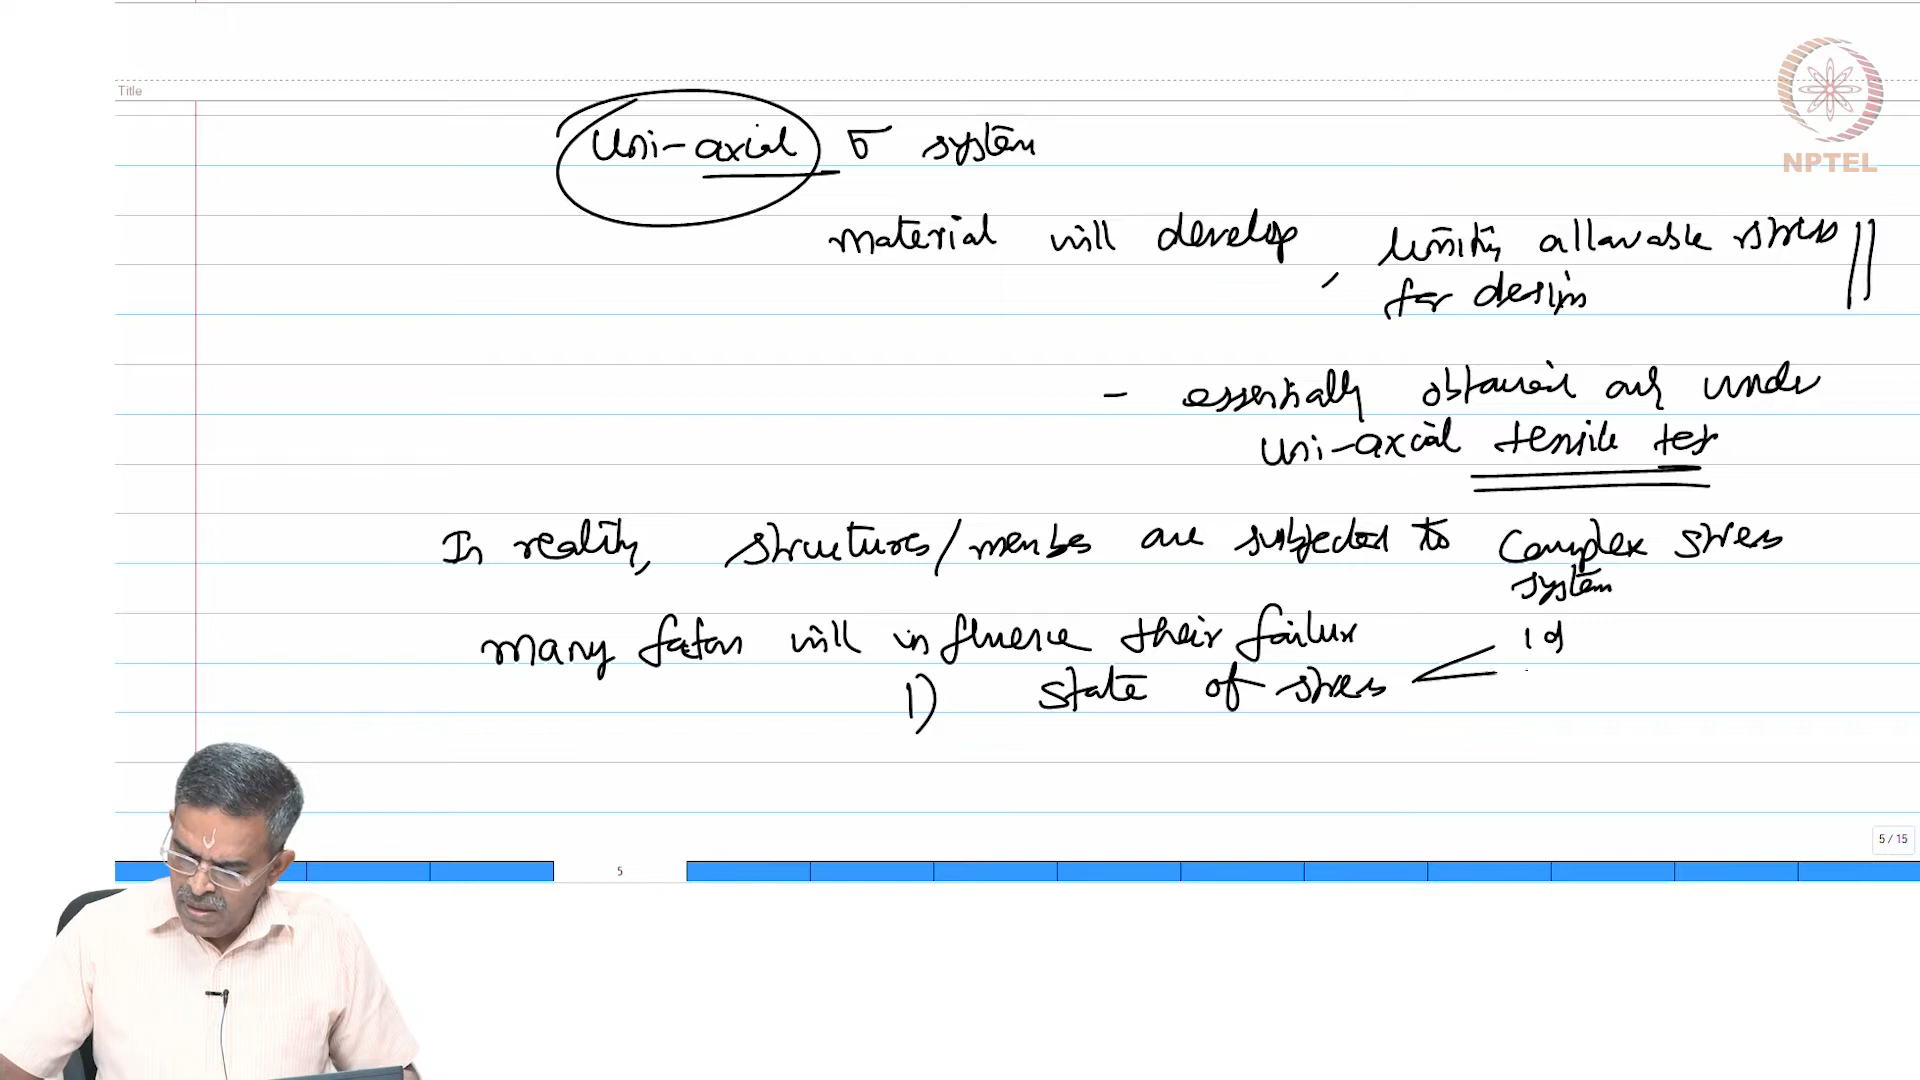 Title
NPTEL
Uni-axial σ system
material will develop, limiting allowable stress
for design
- essentially obtained only under
uni-axial tensile test
In reality, structures/members are subjected to complex stress
system
many factors will influence their failure
1) state of stress
1d
5 / 15
5